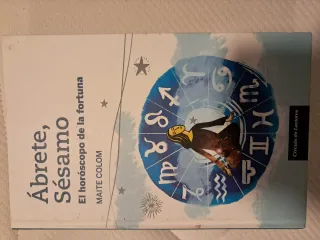 Ábrete,
Sésamo
El horóscopo de la fortuna
MAITE COLOM
Círculo de Lectores